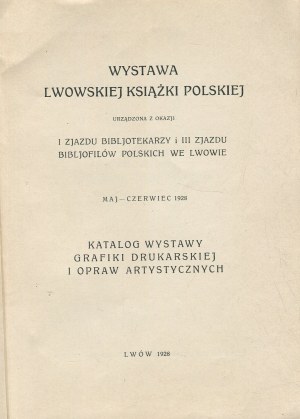 WYSTAWA
LWOWSKIEJ KSIĄŻKI POLSKIEJ
URZĄDZONA Z OKAZJI
I ZJAZDU BIBLJOTEKARZY i III ZJAZDU
BIBLJOFILÓW POLSKICH WE LWOWIE
MAJ — CZERWIEC 1928
KATALOG WYSTAWY
GRAFIKI DRUKARSKIEJ
I OPRAW ARTYSTYCZNYCH
LWÓW 1928